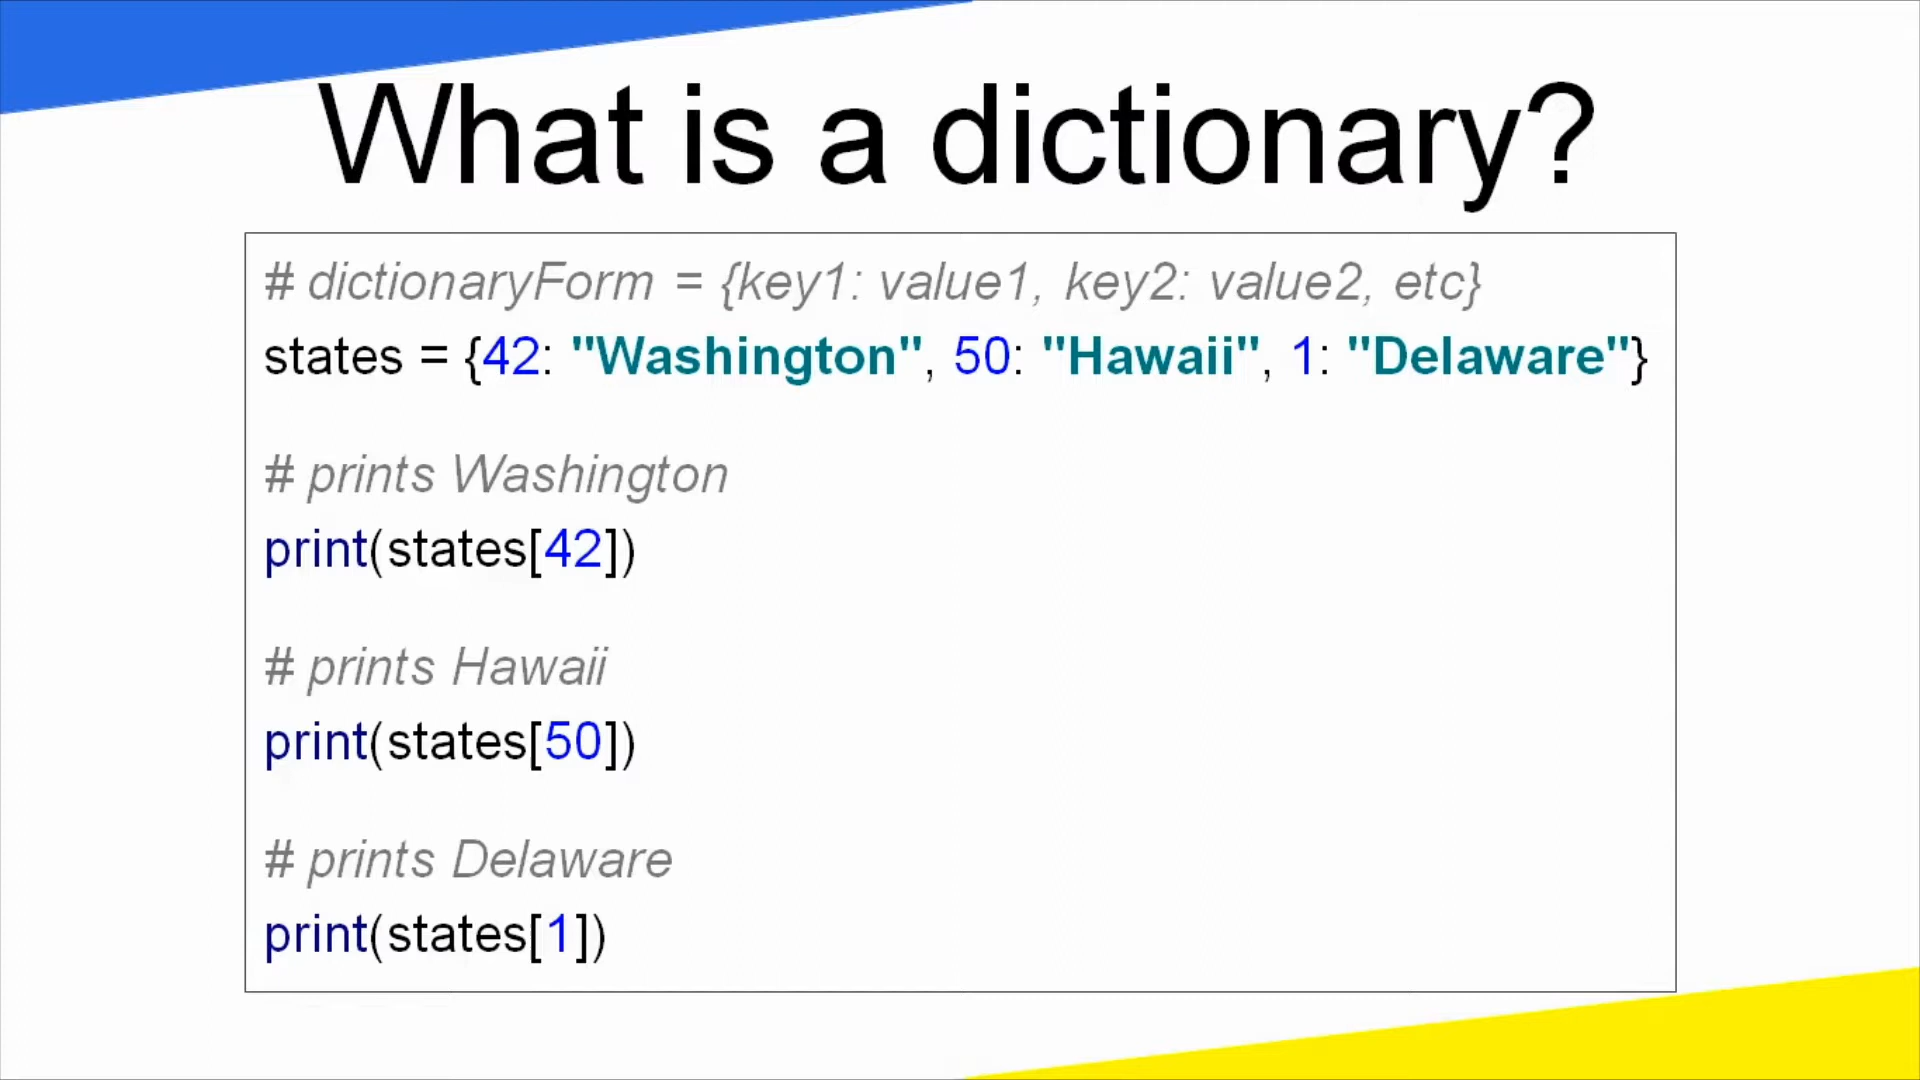 What is a dictionary?
# dictionaryForm = {key1: value1, key2: value2, etc}
states = {42: "Washington", 50: "Hawaii", 1: "Delaware"}
# prints Washington
print(states[42])
# prints Hawaii
print(states[50])
# prints Delaware
print(states[1])